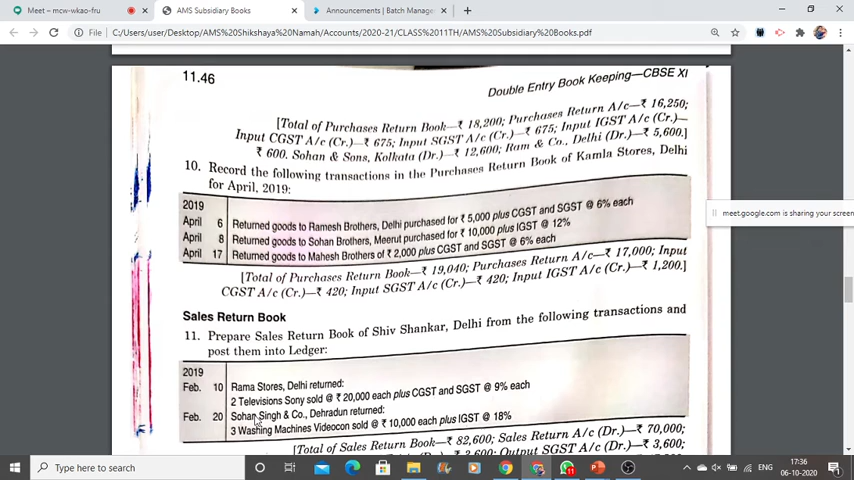 Meet – mcw-wkao-fru
AMS Subsidiary Books
Announcements | Batch Manage
File | C:/Users/user/Desktop/AMS%20Shikshaya%20Namah/Accounts/2020-21/CLASS%2011TH/AMS%20Subsidiary%20Books.pdf
11.46
Double Entry Book Keeping—CBSE XI
[Total of Purchases Return Book—₹ 18,200; Purchases Return A/c—₹ 16,250;
Input CGST A/c (Cr.)—₹ 675; Input SGST A/c (Cr.)—₹ 675; Input IGST A/c (Cr.)—
₹ 600. Sohan & Sons, Kolkata (Dr.)—₹ 12,600; Ram & Co., Delhi (Dr.)—₹ 5,600.]
10. Record the following transactions in the Purchases Return Book of Kamla Stores, Delhi
for April, 2019:
2019
April 6 Returned goods to Ramesh Brothers, Delhi purchased for ₹ 5,000 plus CGST and SGST @ 6% each
April 8 Returned goods to Sohan Brothers, Meerut purchased for ₹ 10,000 plus IGST @ 12%
April 17 Returned goods to Mahesh Brothers of ₹ 2,000 plus CGST and SGST @ 6% each
[Total of Purchases Return Book—₹ 19,040; Purchases Return A/c—₹ 17,000; Input
CGST A/c (Cr.)—₹ 420; Input SGST A/c (Cr.)—₹ 420; Input IGST A/c (Cr.)—₹ 1,200.]
Sales Return Book
11. Prepare Sales Return Book of Shiv Shankar, Delhi from the following transactions and
post them into Ledger:
2019
Feb. 10 Rama Stores, Delhi returned:
2 Televisions Sony sold @ ₹ 20,000 each plus CGST and SGST @ 9% each
Feb. 20 Sohan Singh & Co., Dehradun returned:
3 Washing Machines Videocon sold @ ₹ 10,000 each plus IGST @ 18%
[Total of Sales Return Book—₹ 82,600; Sales Return A/c (Dr.)—₹ 70,000;
Output SGST A/c (Dr.)—₹ 3,600;
meet.google.com is sharing your screen
Type here to search
ENG
17:36
06-10-2020